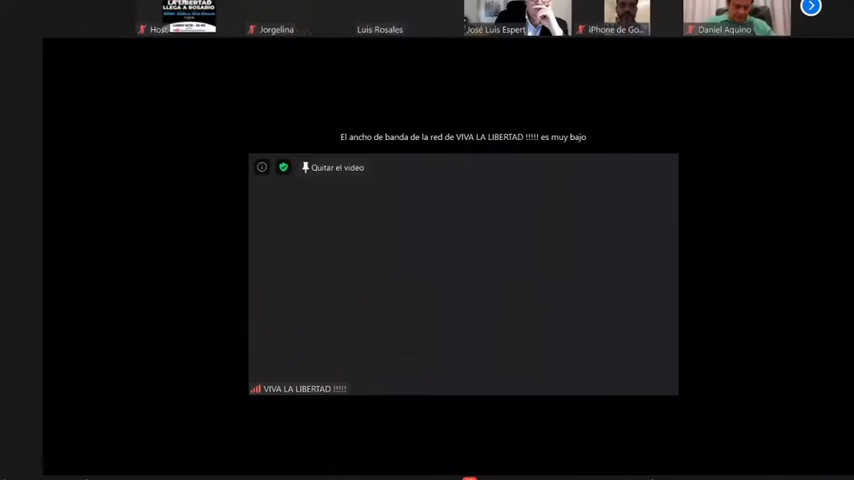 LA LIBERTAD
LLEGA A ROSARIO
Host
Jorgelina
Luis Rosales
José Luis Espert
iPhone de Go...
Daniel Aquino
El ancho de banda de la red de VIVA LA LIBERTAD !!!!! es muy bajo
Quitar el video
VIVA LA LIBERTAD !!!!!